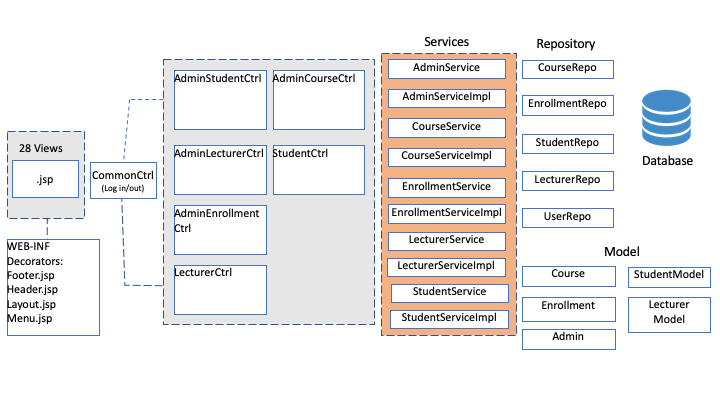 28 Views
.jsp
WEB-INF
Decorators:
Footer.jsp
Header.jsp
Layout.jsp
Menu.jsp
CommonCtrl
(Log in/out)
AdminStudentCtrl
AdminCourseCtrl
AdminLecturerCtrl
StudentCtrl
AdminEnrollment
Ctrl
LecturerCtrl
Services
AdminService
AdminServiceImpl
CourseService
CourseServiceImpl
EnrollmentService
EnrollmentServiceImpl
LecturerService
LecturerServiceImpl
StudentService
StudentServiceImpl
Repository
CourseRepo
EnrollmentRepo
StudentRepo
LecturerRepo
UserRepo
Database
Model
Course
StudentModel
Enrollment
Lecturer
Model
Admin